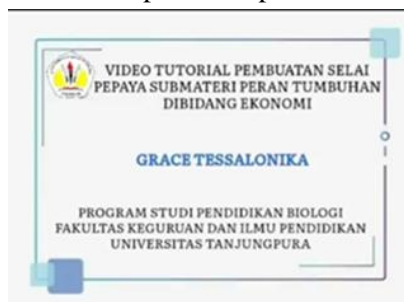 VIDEO TUTORIAL PEMBUATAN SELAI
PEPAYA SUBMATERI PERAN TUMBUHAN
DIBIDANG EKONOMI
GRACE TESSALONIKA
PROGRAM STUDI PENDIDIKAN BIOLOGI
FAKULTAS KEGURUAN DAN ILMU PENDIDIKAN
UNIVERSITAS TANJUNGPURA